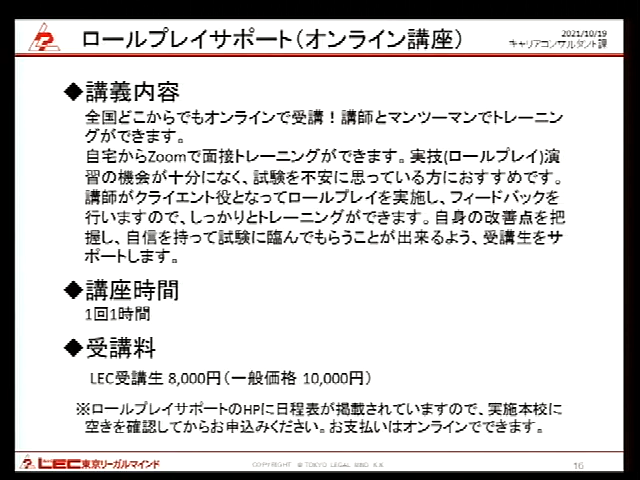 ロールプレイサポート（オンライン講座）
2021/10/19
キャリアコンサルタント課
◆講義内容
全国どこからでもオンラインで受講！講師とマンツーマンでトレーニン
グができます。
自宅からZoomで面接トレーニングができます。実技(ロールプレイ)演
習の機会が十分になく、試験を不安に思っている方におすすめです。
講師がクライエント役となってロールプレイを実施し、フィードバックを
行いますので、しっかりとトレーニングができます。自身の改善点を把
握し、自信を持って試験に臨んでもらうことが出来るよう、受講生をサ
ポートします。
◆講座時間
1回1時間
◆受講料
LEC受講生 8,000円（一般価格 10,000円）
※ロールプレイサポートのHPに日程表が掲載されていますので、実施本校に
空きを確認してからお申込みください。お支払いはオンラインでできます。
LEC東京リーガルマインド
COPYRIGHT © TOKYO LEGAL MIND K.K
16